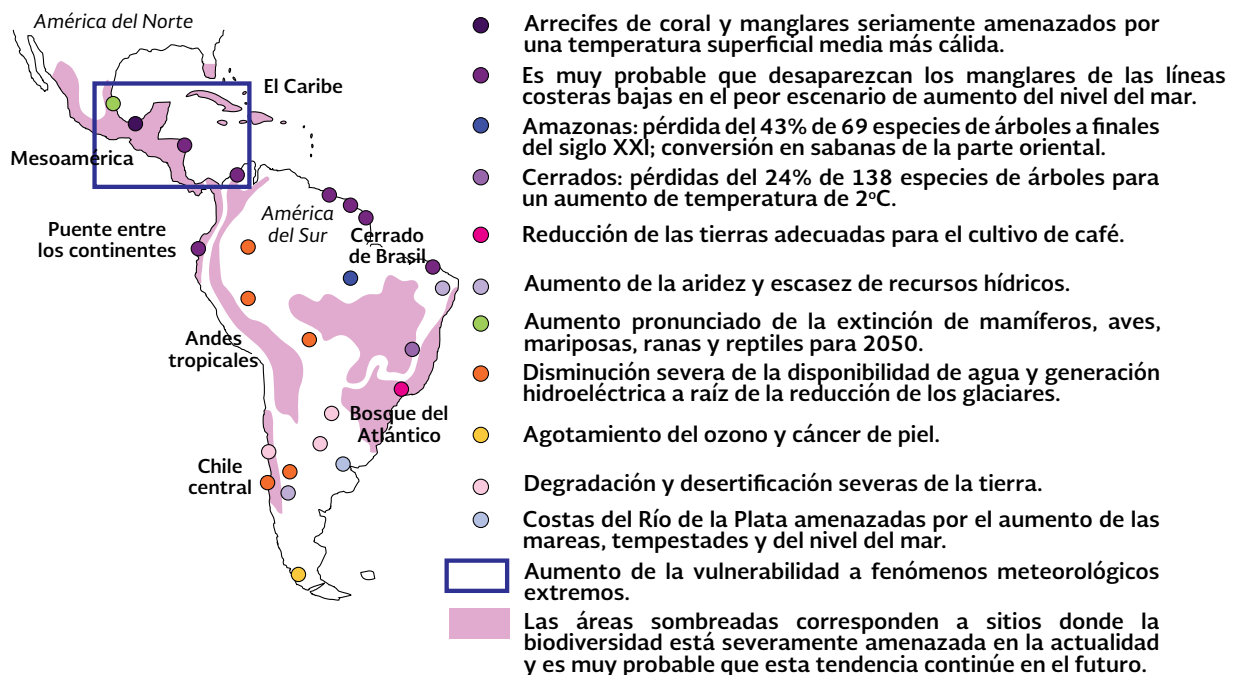 América del Norte
El Caribe
Mesoamérica
Puente entre
los continentes
América
del Sur
Cerrado
de Brasil
Andes
tropicales
Bosque del
Atlántico
Chile
central
Arrecifes de coral y manglares seriamente amenazados por
una temperatura superficial media más cálida.
Es muy probable que desaparezcan los manglares de las líneas
costeras bajas en el peor escenario de aumento del nivel del mar.
Amazonas: pérdida del 43% de 69 especies de árboles a finales
del siglo XXI; conversión en sabanas de la parte oriental.
Cerrados: pérdidas del 24% de 138 especies de árboles para
un aumento de temperatura de 2ºC.
Reducción de las tierras adecuadas para el cultivo de café.
Aumento de la aridez y escasez de recursos hídricos.
Aumento pronunciado de la extinción de mamíferos, aves,
mariposas, ranas y reptiles para 2050.
Disminución severa de la disponibilidad de agua y generación
hidroeléctrica a raíz de la reducción de los glaciares.
Agotamiento del ozono y cáncer de piel.
Degradación y desertificación severas de la tierra.
Costas del Río de la Plata amenazadas por el aumento de las
mareas, tempestades y del nivel del mar.
Aumento de la vulnerabilidad a fenómenos meteorológicos
extremos.
Las áreas sombreadas corresponden a sitios donde la
biodiversidad está severamente amenazada en la actualidad
y es muy probable que esta tendencia continúe en el futuro.